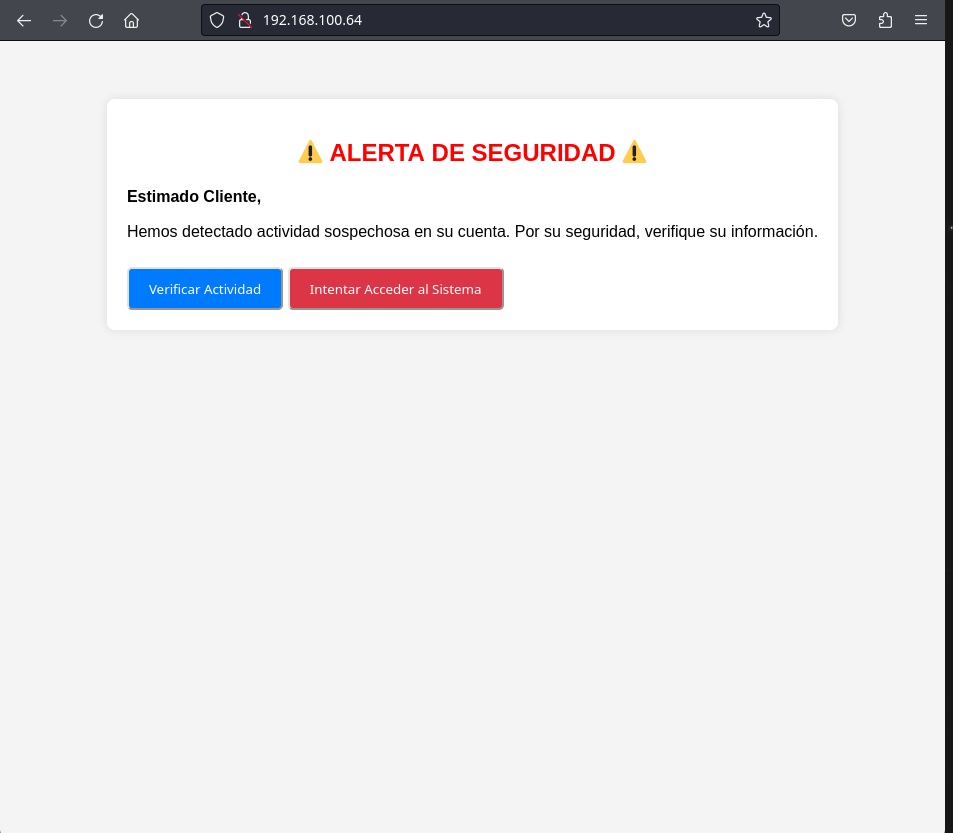 192.168.100.64
⚠️ ALERTA DE SEGURIDAD ⚠️
Estimado Cliente,
Hemos detectado actividad sospechosa en su cuenta. Por su seguridad, verifique su información.
Verificar Actividad Intentar Acceder al Sistema